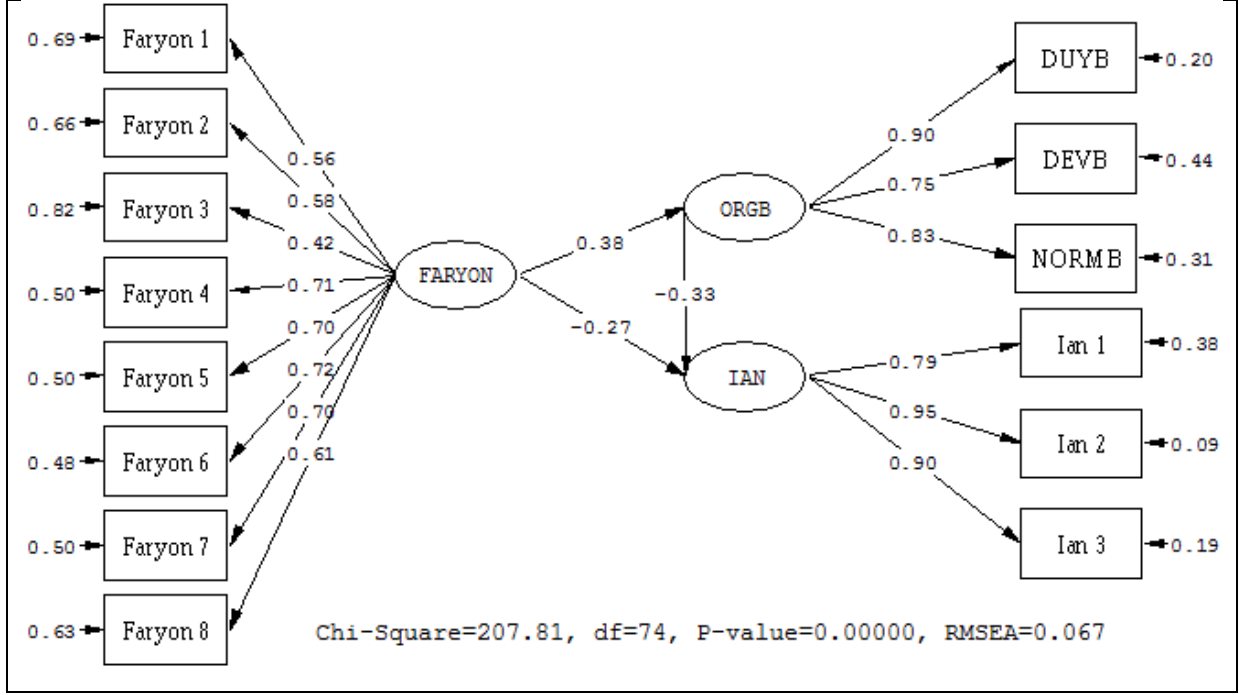 0.69 Faryon 1
0.66 Faryon 2
0.82 Faryon 3
0.50 Faryon 4
0.50 Faryon 5
0.48 Faryon 6
0.50 Faryon 7
0.63 Faryon 8
0.56
0.58
0.42
0.71
0.70
0.72
0.70
0.61
FARYON
0.38
-0.27
ORGB
-0.33
IAN
0.90
0.75
0.83
0.79
0.95
0.90
DUYB 0.20
DEVB 0.44
NORMB 0.31
Ian 1 0.38
Ian 2 0.09
Ian 3 0.19
Chi-Square=207.81, df=74, P-value=0.00000, RMSEA=0.067